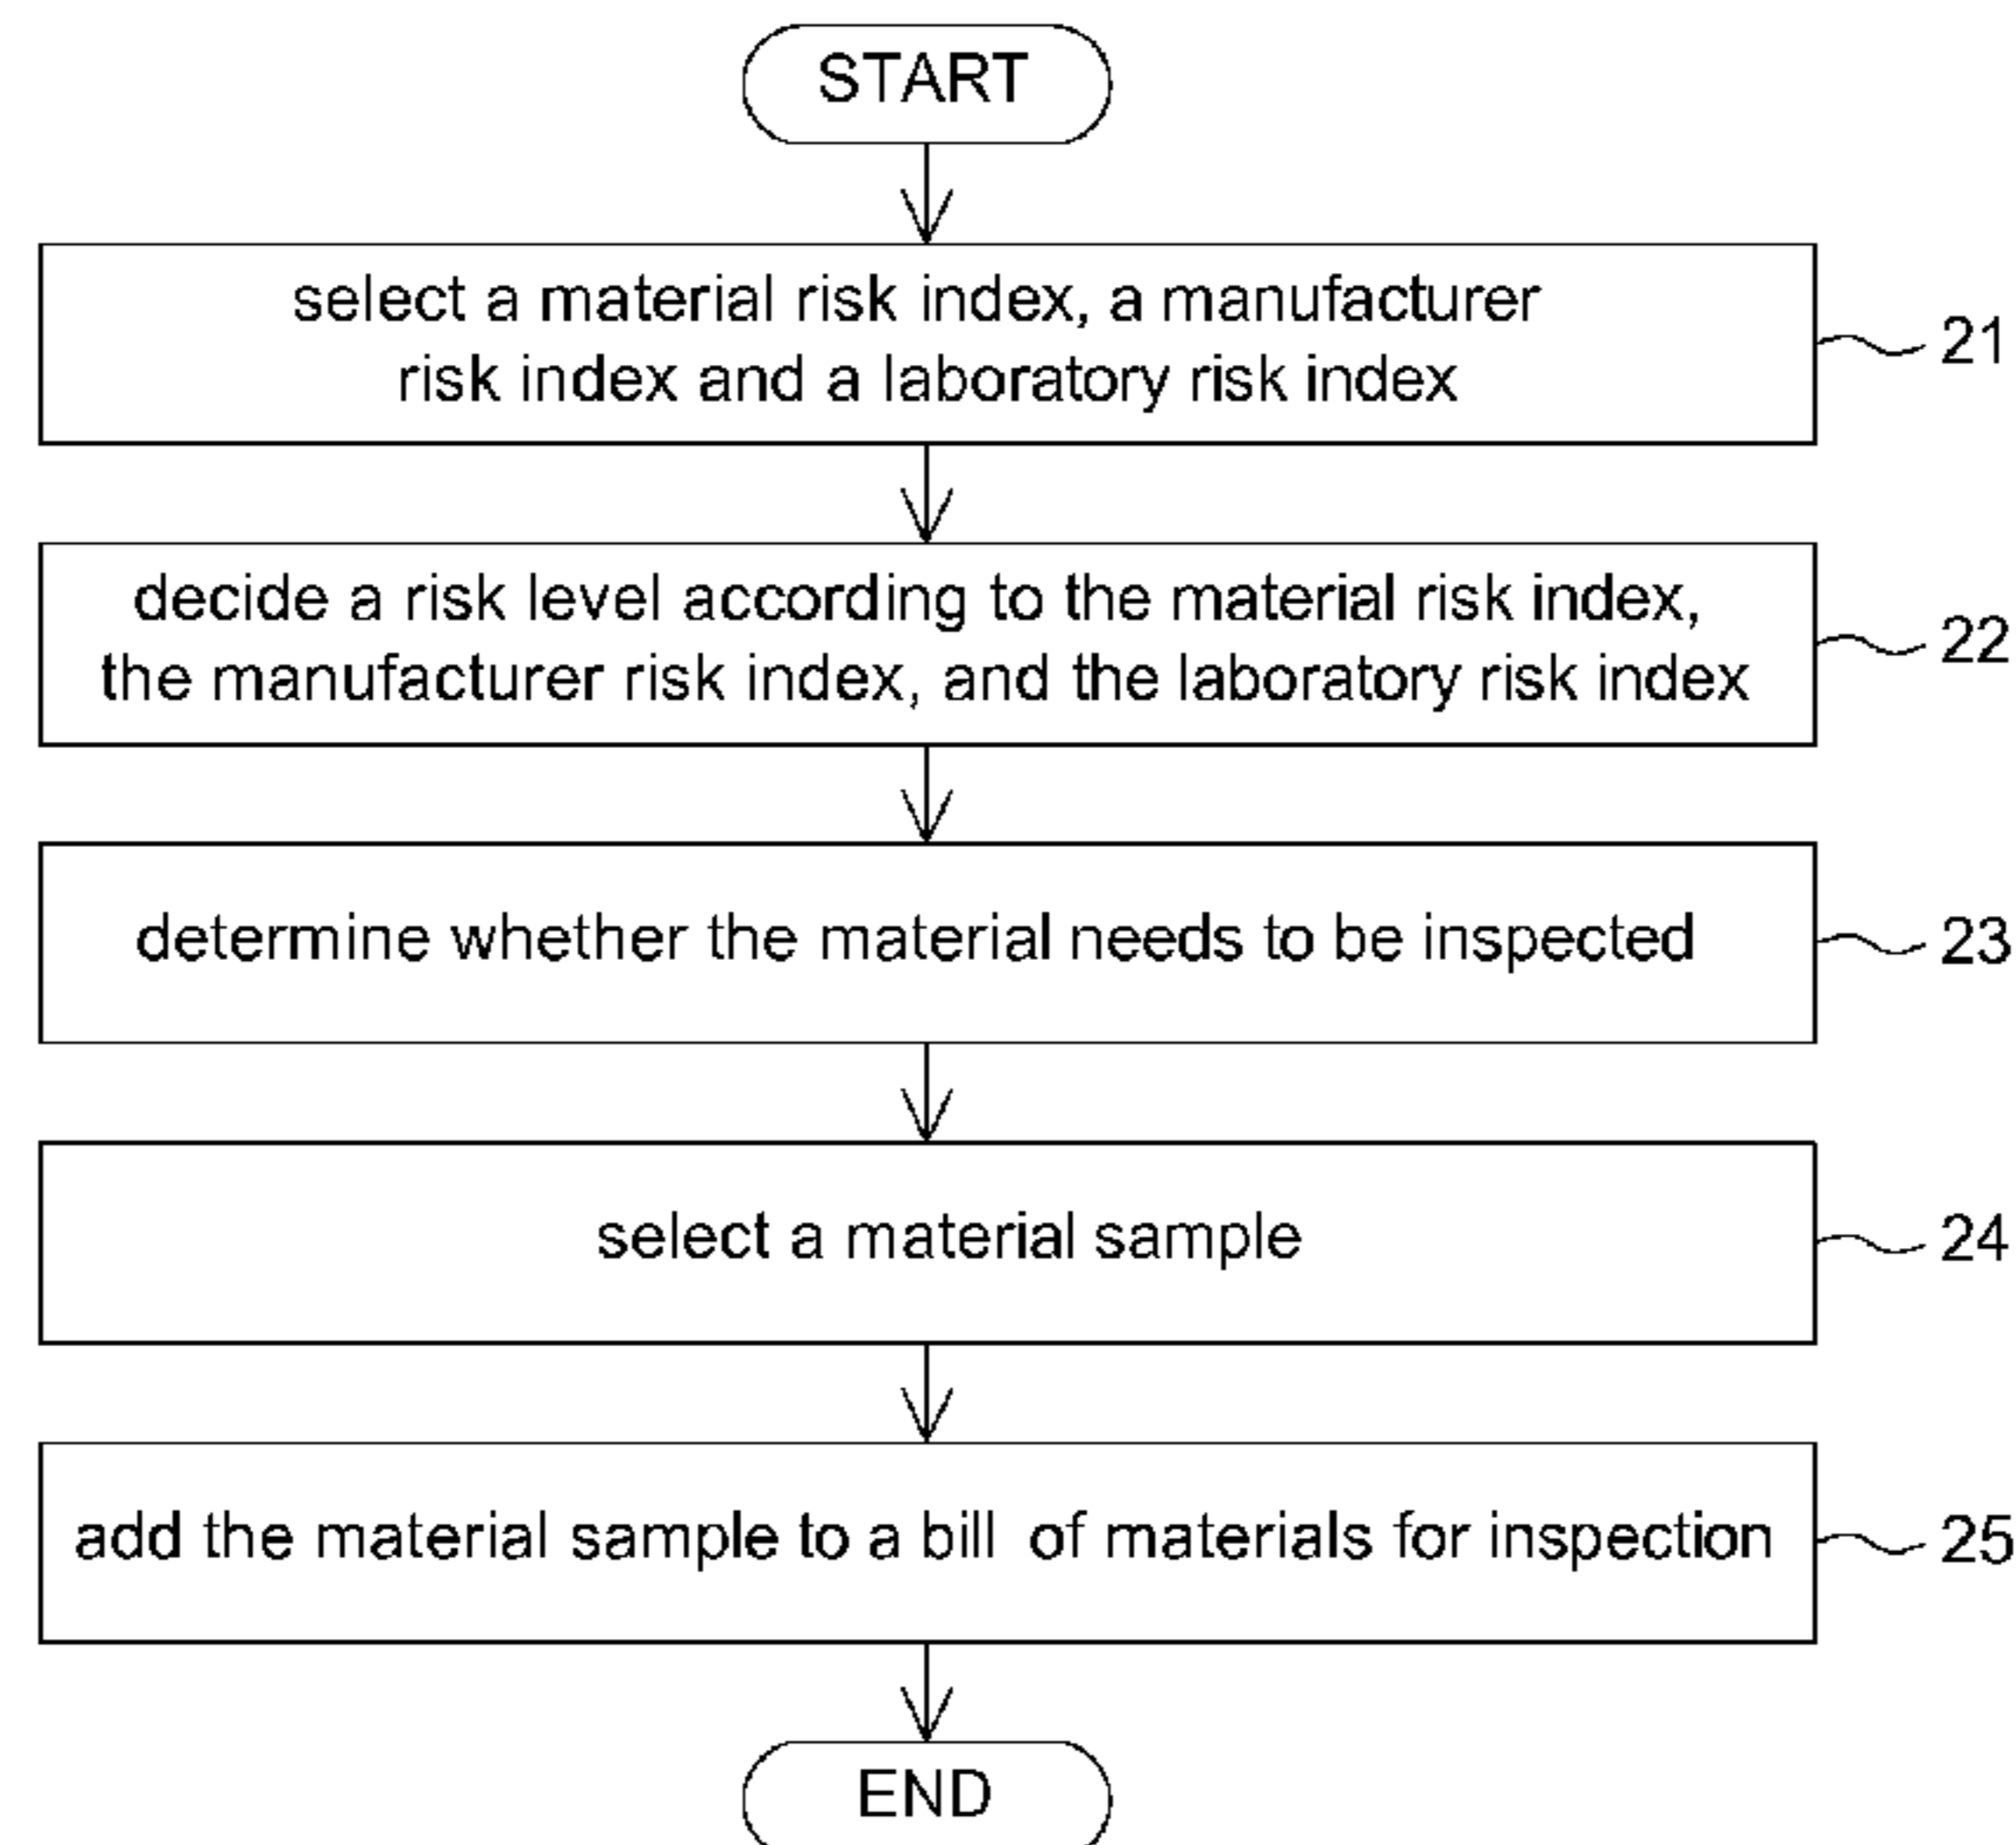 START
select a material risk index, a manufacturer
risk index and a laboratory risk index
21
decide a risk level according to the material risk index,
the manufacturer risk index, and the laboratory risk index
22
determine whether the material needs to be inspected
23
select a material sample
24
add the material sample to a bill of materials for inspection
25
END